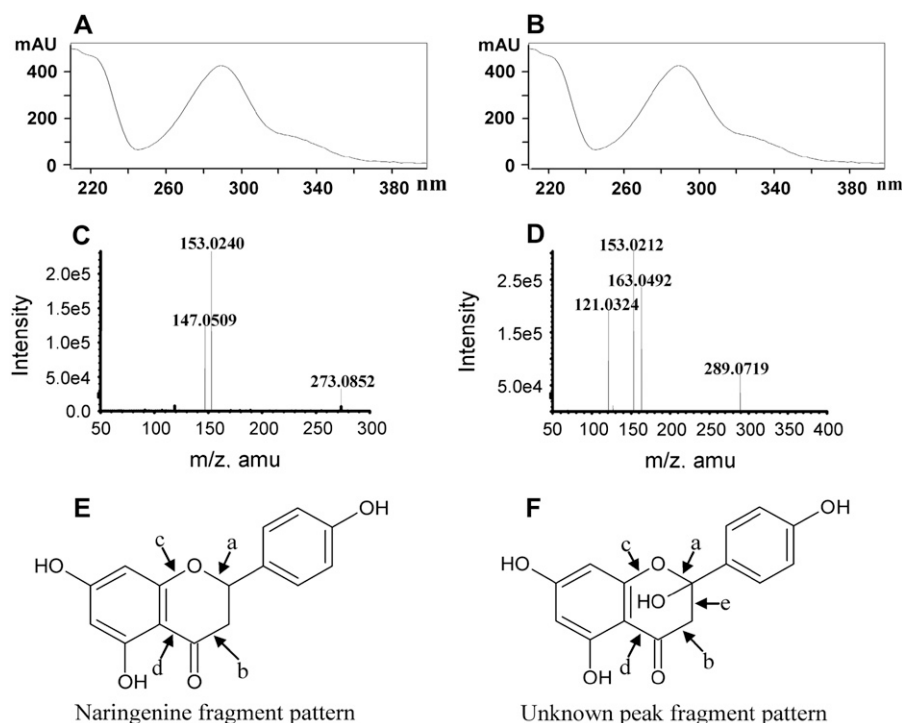 A
B
mAU
400
200
0
220
260
300
340
380
nm
mAU
400
200
0
220
260
300
340
380
nm
C
153.0240
147.0509
273.0852
2.0e5
1.5e5
1.0e5
5.0e4
0.0
50
100
150
200
250
300
Intensity
m/z. amu
D
153.0212
163.0492
121.0324
289.0719
2.5e5
1.5e5
5.0e4
50
100
150
200
250
300
350
400
Intensity
m/z. amu
E
OH
c
a
O
HO
d
b
OH
O
Naringenine fragment pattern
F
OH
c
a
O
HO
HO
e
d
b
OH
O
Unknown peak fragment pattern